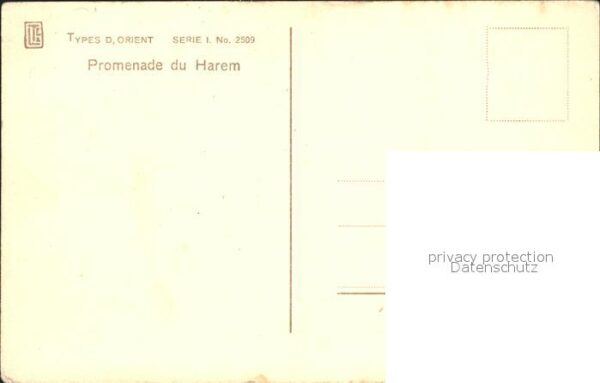 TYPES D, ORIENT SERIE I. No. 2509
Promenade du Harem
privacy protection
Datenschutz